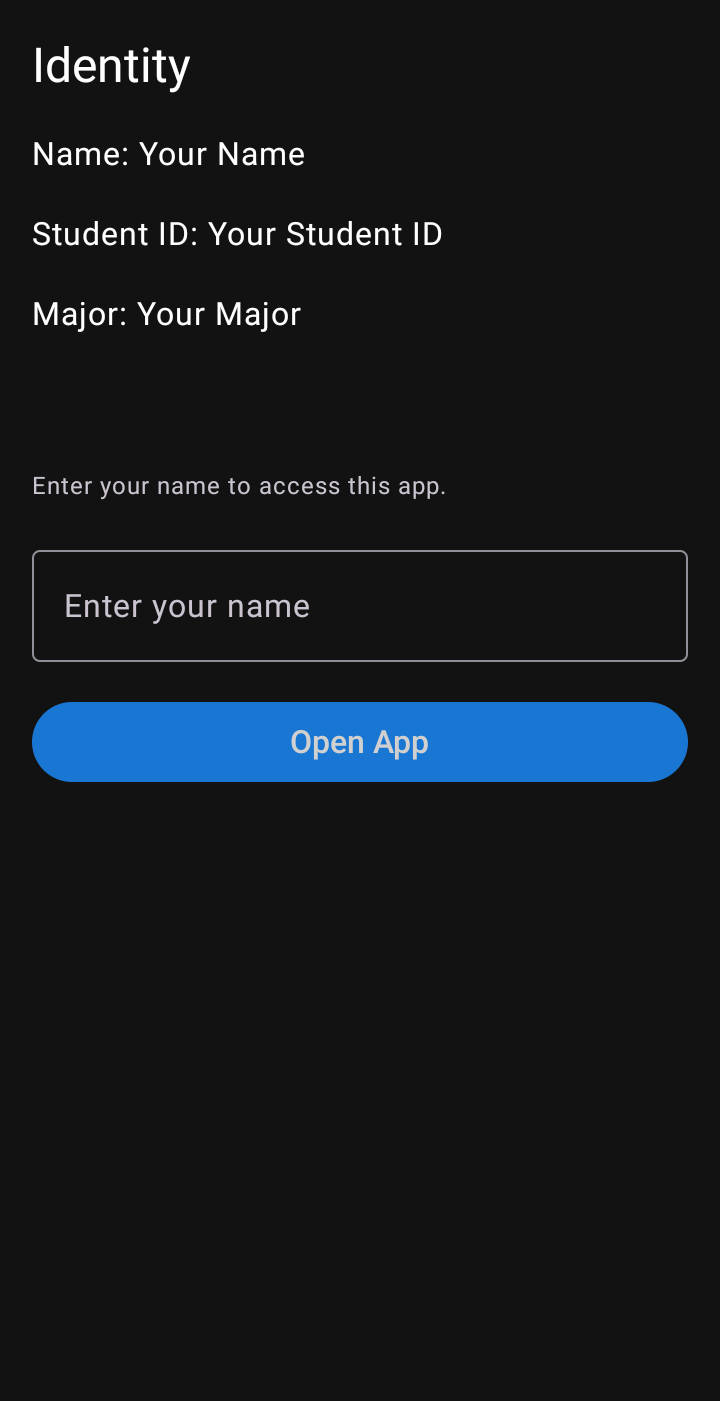 Identity
Name: Your Name
Student ID: Your Student ID
Major: Your Major
Enter your name to access this app.
Enter your name
Open App